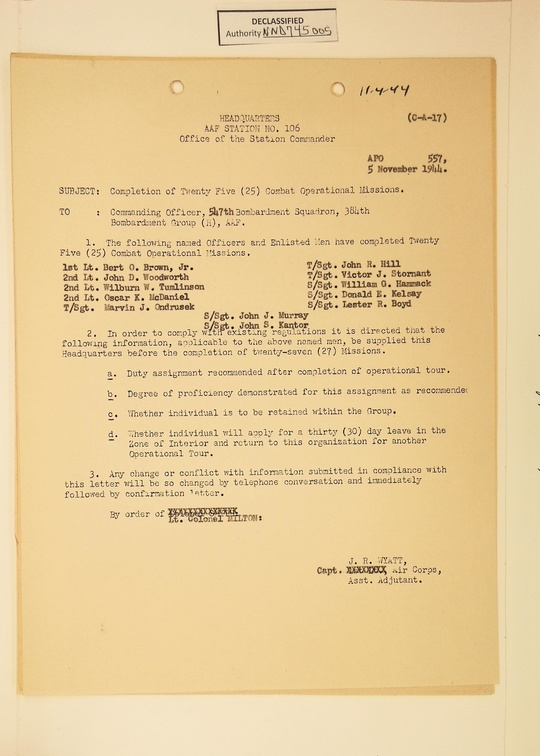 DECLASSIFIED
Authority NND745005
11-4-44
HEADQUARTERS (C-A-17)
AAF STATION NO. 106
Office of the Station Commander
APO 557,
5 November 1944.
SUBJECT: Completion of Twenty Five (25) Combat Operational Missions.
TO : Commanding Officer, 547th Bombardment Squadron, 384th
Bombardment Group (H), AAF.
1. The following named Officers and Enlisted Men have completed Twenty
Five (25) Combat Operational Missions.
1st Lt. Bert O. Brown, Jr. T/Sgt. John R. Hill
2nd Lt. John D. Woodworth T/Sgt. Victor J. Stornant
2nd Lt. Wilburn W. Tumlinson S/Sgt. William G. Hammack
2nd Lt. Oscar K. McDaniel S/Sgt. Donald E. Kelsay
T/Sgt. Marvin J. Ondrusek S/Sgt. Lester R. Boyd
S/Sgt. John J. Murray
S/Sgt. John S. Kantor
2. In order to comply with existing regulations it is directed that the
following information, applicable to the above named men, be supplied this
Headquarters before the completion of twenty-seven (27) Missions.
a. Duty assignment recommended after completion of operational tour.
b. Degree of proficiency demonstrated for this assignment as recommended
c. Whether individual is to be retained within the Group.
d. Whether individual will apply for a thirty (30) day leave in the
Zone of Interior and return to this organization for another
Operational Tour.
3. Any change or conflict with information submitted in compliance with
this letter will be so changed by telephone conversation and immediately
followed by confirmation letter.
By order of
Lt. Colonel MILTON:
J. R. WYATT,
Capt. Air Corps,
Asst. Adjutant.